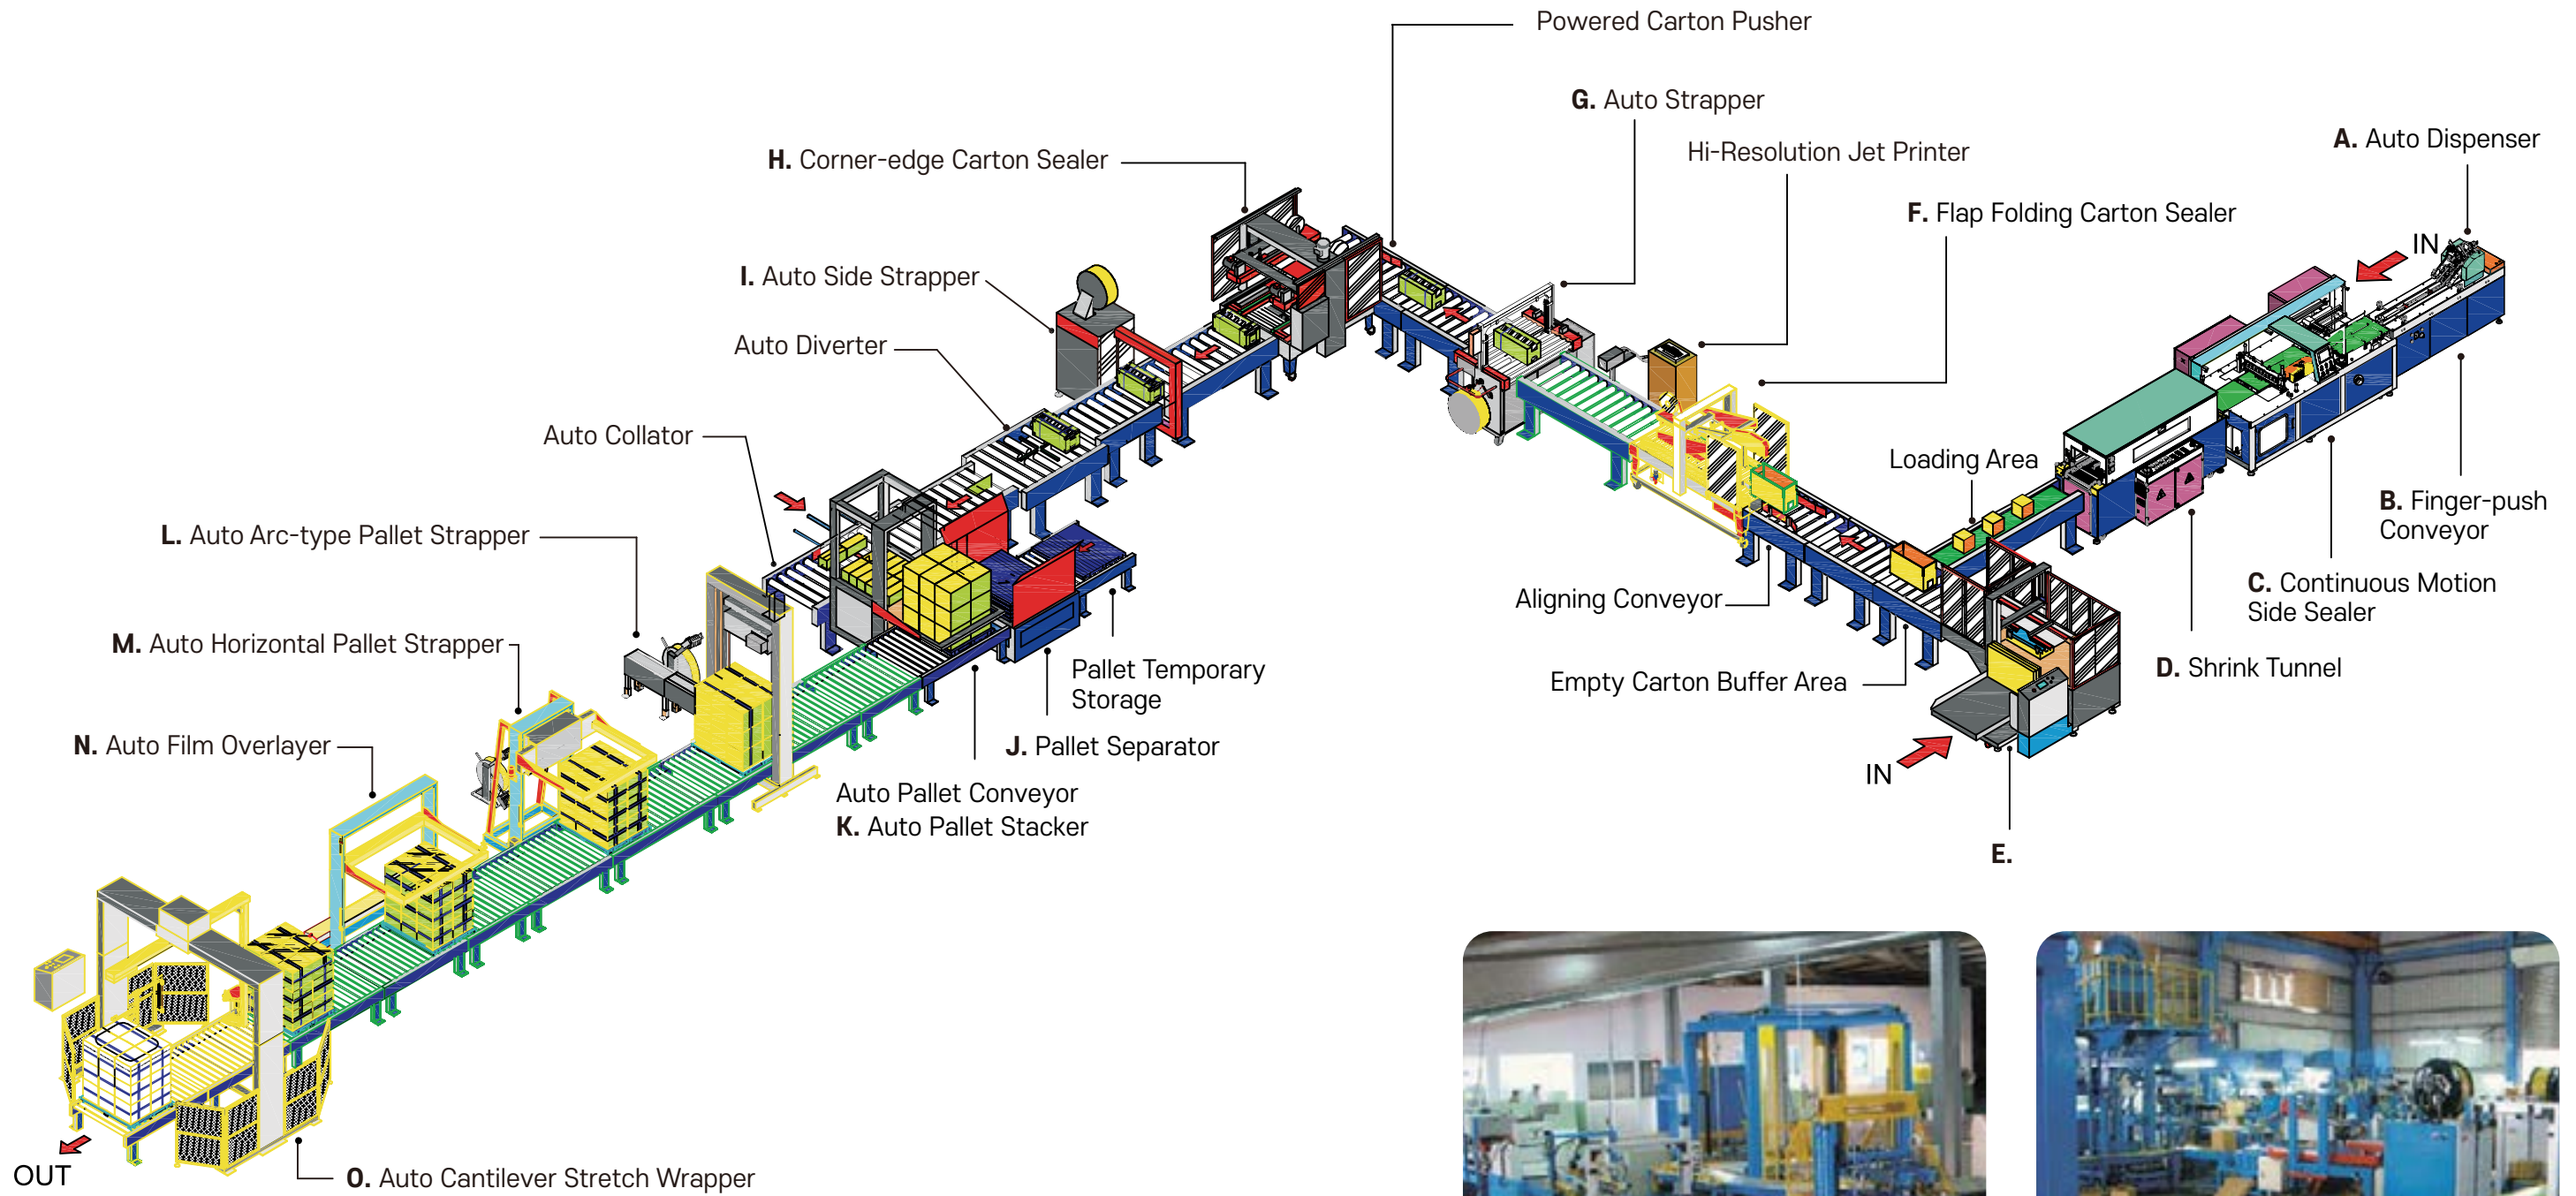 Powered Carton Pusher
G. Auto Strapper
A. Auto Dispenser
Hi-Resolution Jet Printer
H. Corner-edge Carton Sealer
F. Flap Folding Carton Sealer
IN
I. Auto Side Strapper
Auto Diverter
Auto Collator
Loading Area
B. Finger-push
Conveyor
L. Auto Arc-type Pallet Strapper
C. Continuous Motion
Side Sealer
Aligning Conveyor
M. Auto Horizontal Pallet Strapper
Pallet Temporary
Storage
D. Shrink Tunnel
Empty Carton Buffer Area
N. Auto Film Overlayer
J. Pallet Separator
IN
Auto Pallet Conveyor
K. Auto Pallet Stacker
E.
OUT
O. Auto Cantilever Stretch Wrapper